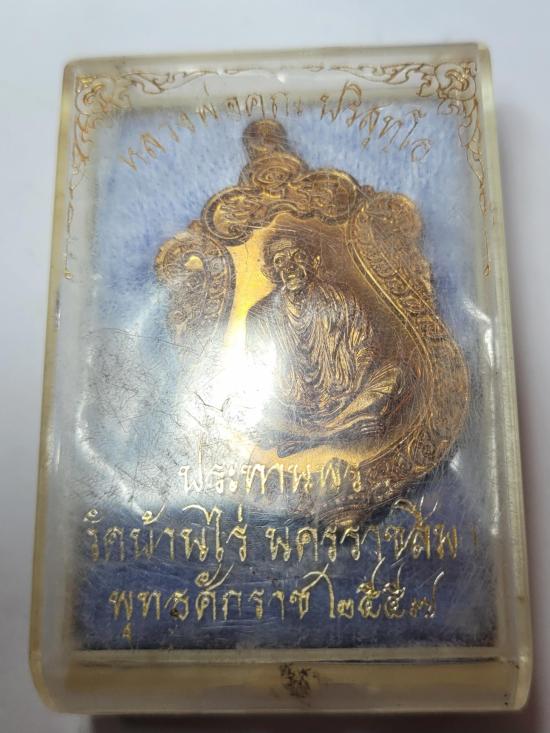 หลวงพ่อคูณ ปริสุทฺโธ
ประทานพร
วัดบ้านไร่ นครราชสีมา
พุทธศักราช ๒๕๕๗